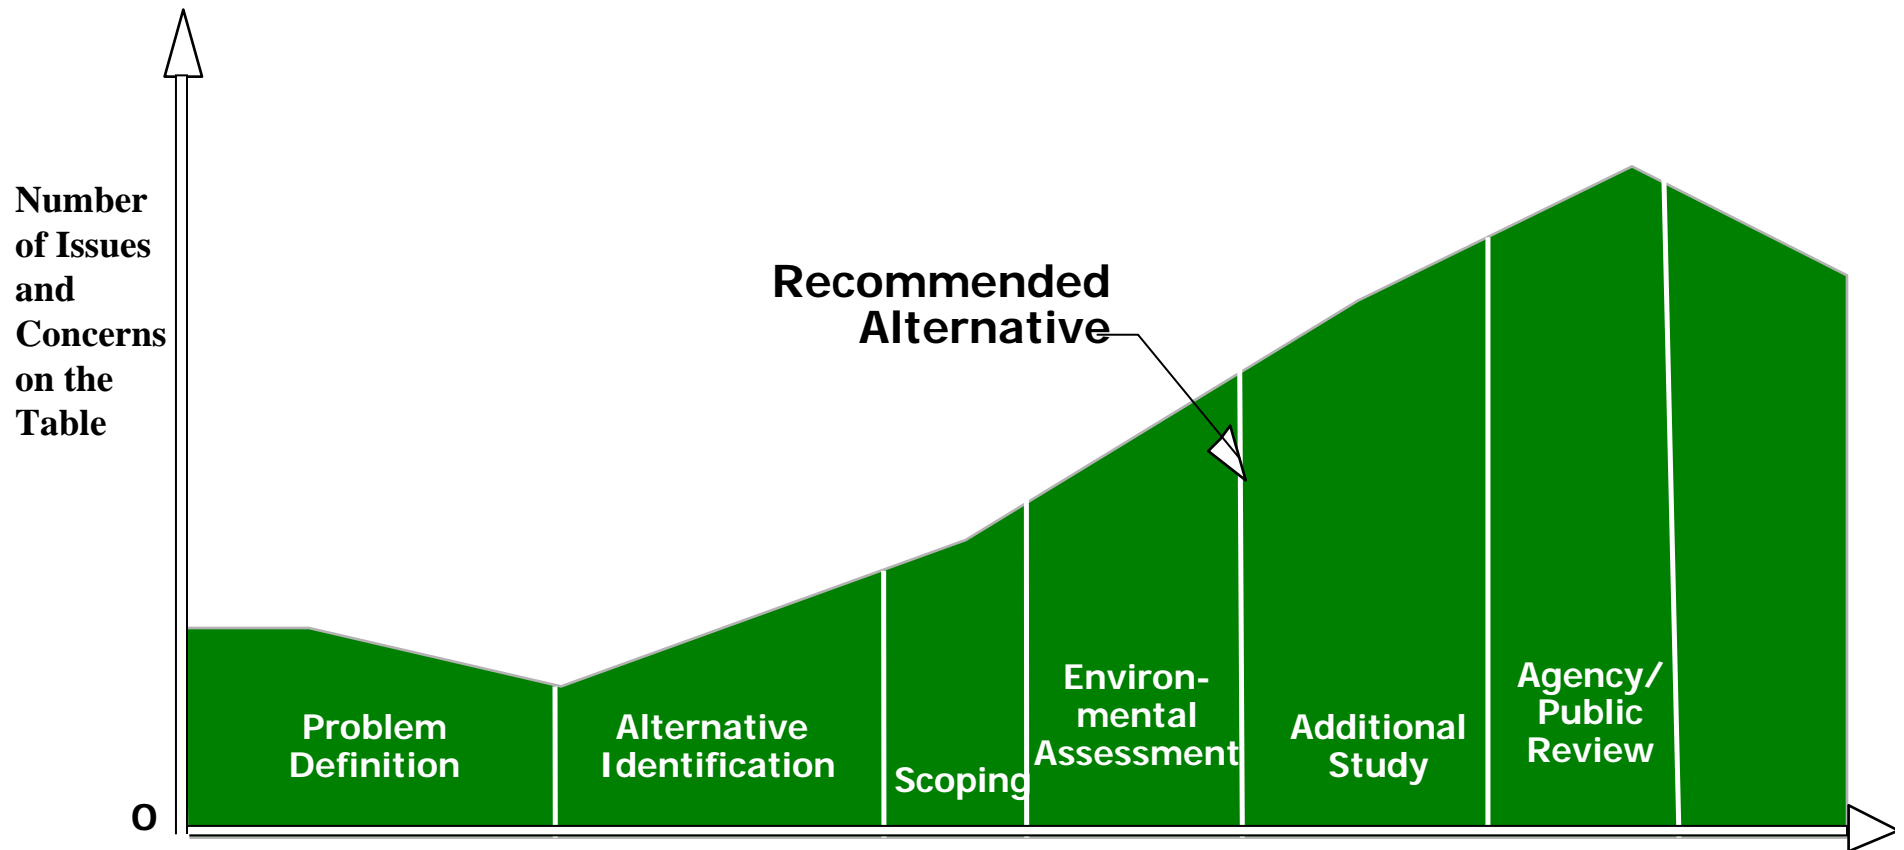 Number
of Issues
and
Concerns
on the
Table
Recommended
Alternative
Problem
Definition
Alternative
Identification
Scoping
Environ-
mental
Assessment
Additional
Study
Agency/
Public
Review
0